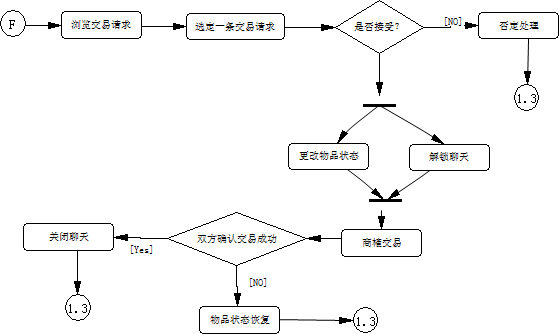 F
浏览交易请求
选定一条交易请求
是否接受?
[NO]
否定处理
1.3
更改物品状态
解锁聊天
关闭聊天
[Yes]
双方确认交易成功
商榷交易
[NO]
1.3
物品状态恢复
1.3